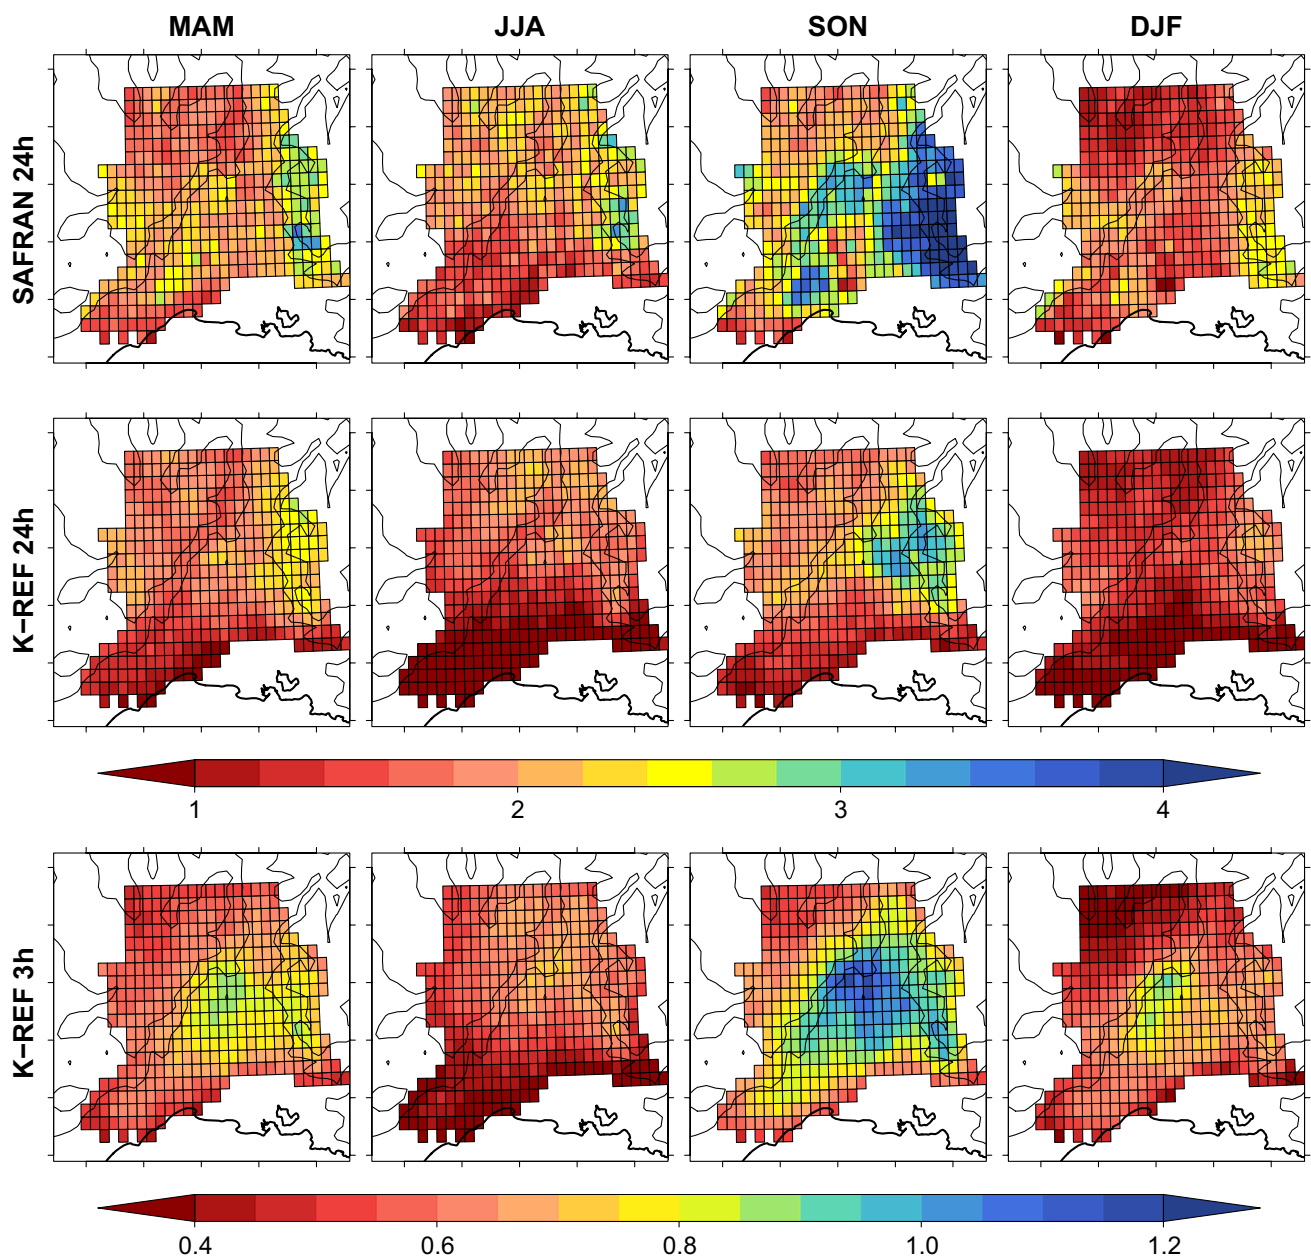 MAM JJA SON DJF
SAFRAN 24h
K−REF 24h
1 2 3 4
K−REF 3h
0.4 0.6 0.8 1.0 1.2